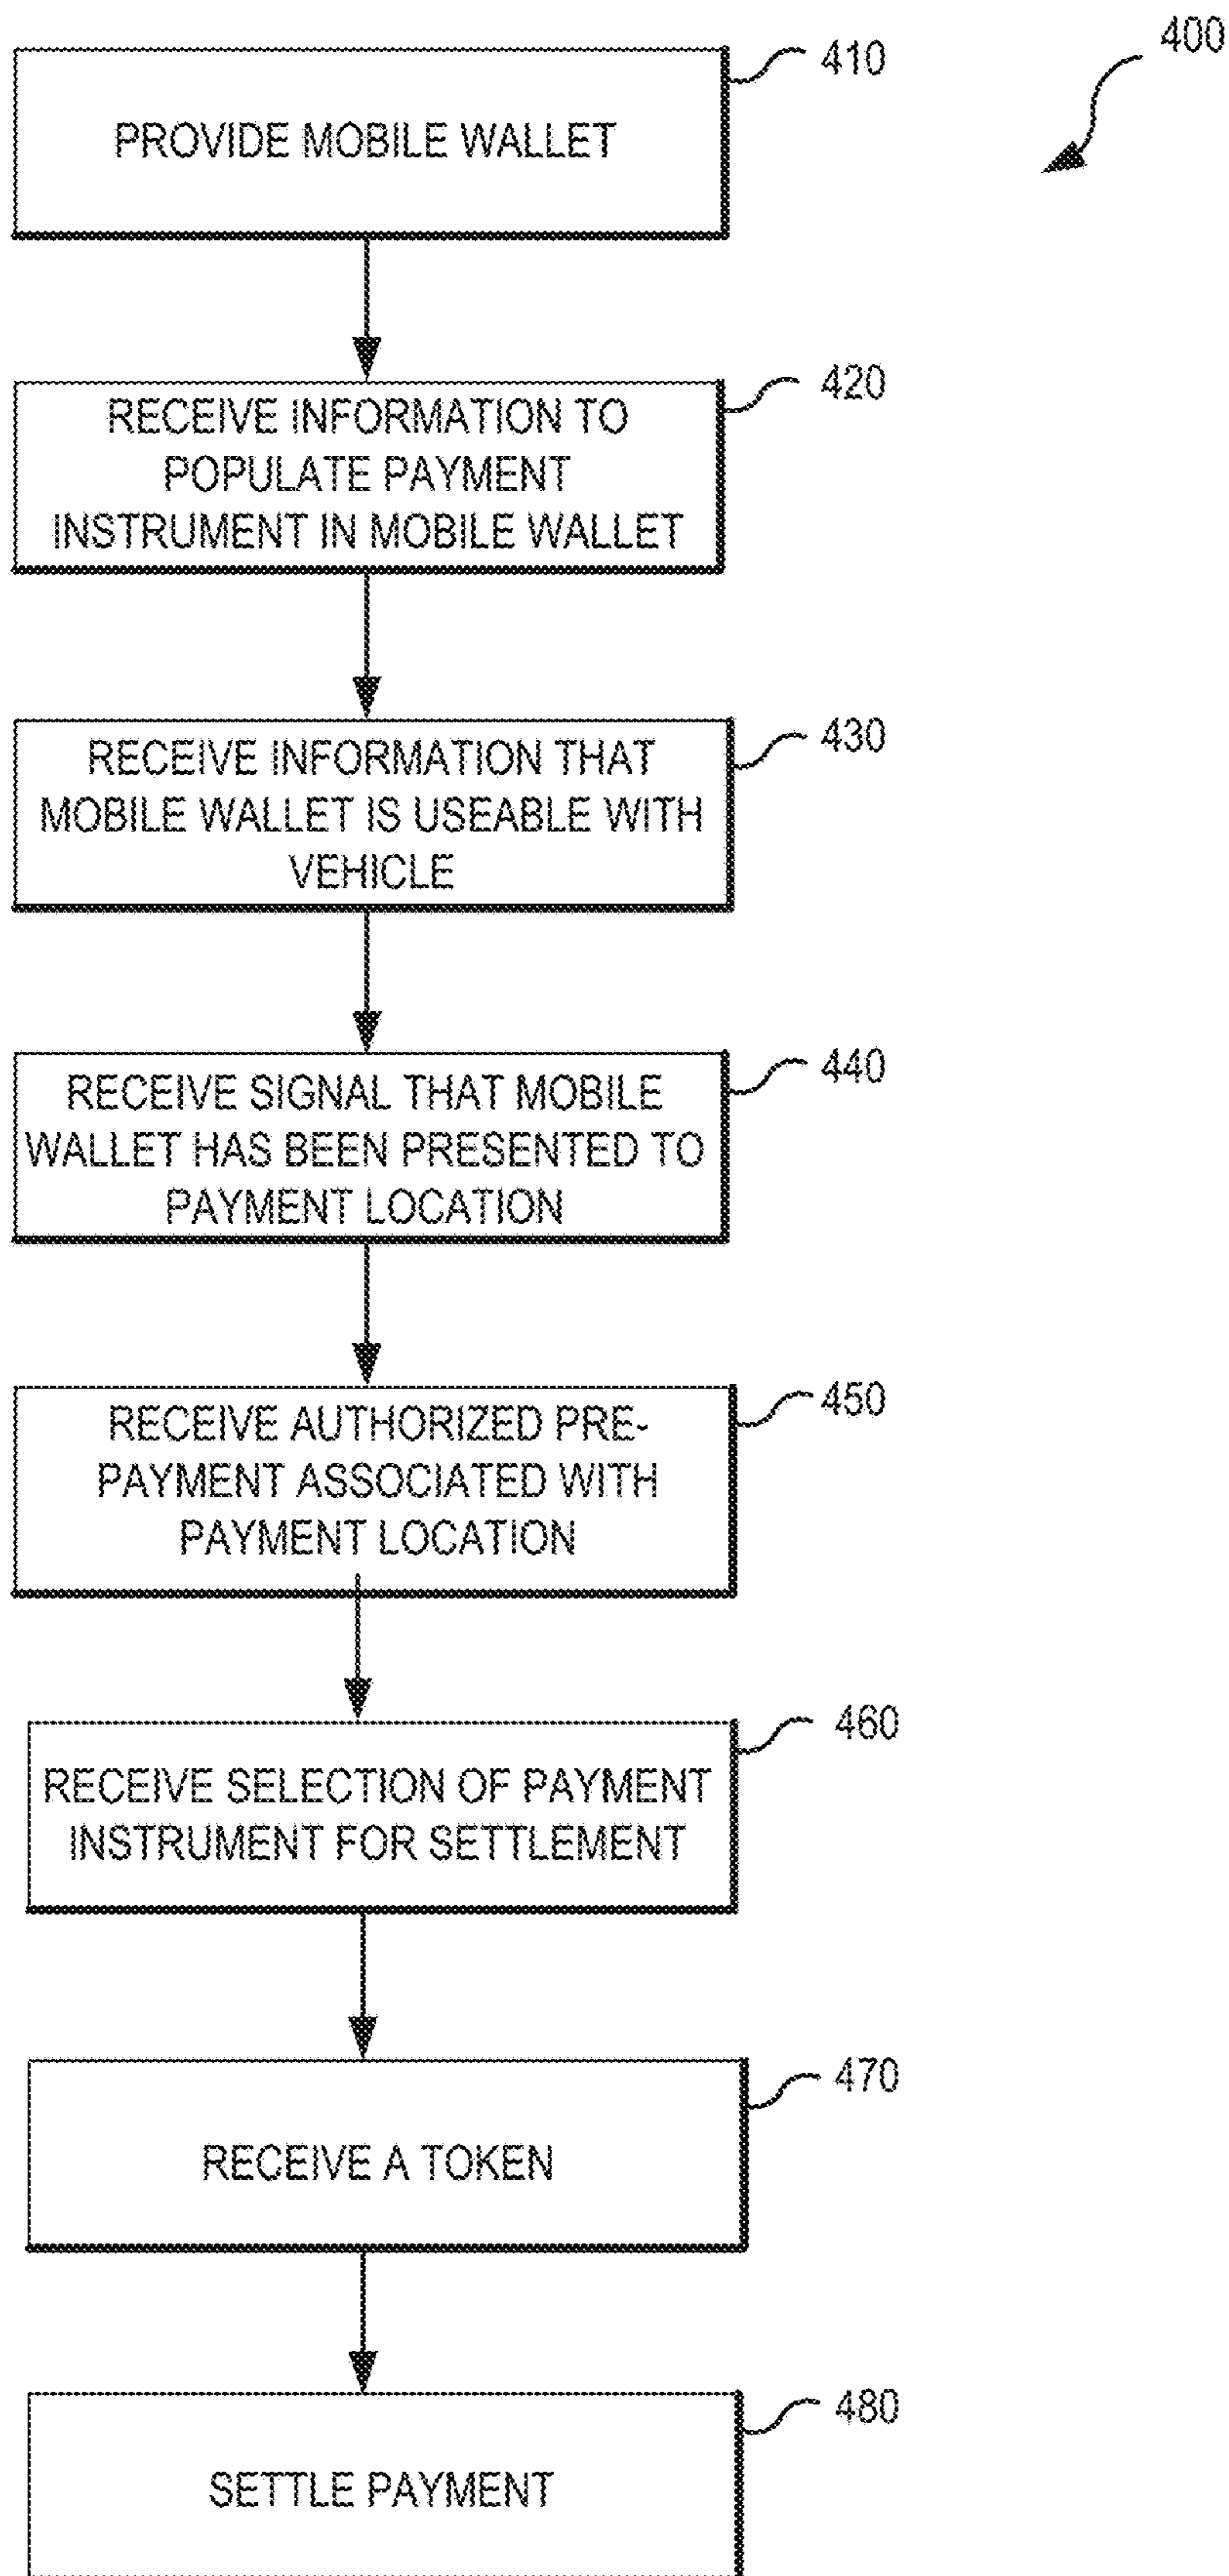 400
410
PROVIDE MOBILE WALLET
420
RECEIVE INFORMATION TO
POPULATE PAYMENT
INSTRUMENT IN MOBILE WALLET
430
RECEIVE INFORMATION THAT
MOBILE WALLET IS USEABLE WITH
VEHICLE
440
RECEIVE SIGNAL THAT MOBILE
WALLET HAS BEEN PRESENTED TO
PAYMENT LOCATION
450
RECEIVE AUTHORIZED PRE-
PAYMENT ASSOCIATED WITH
PAYMENT LOCATION
460
RECEIVE SELECTION OF PAYMENT
INSTRUMENT FOR SETTLEMENT
470
RECEIVE A TOKEN
480
SETTLE PAYMENT